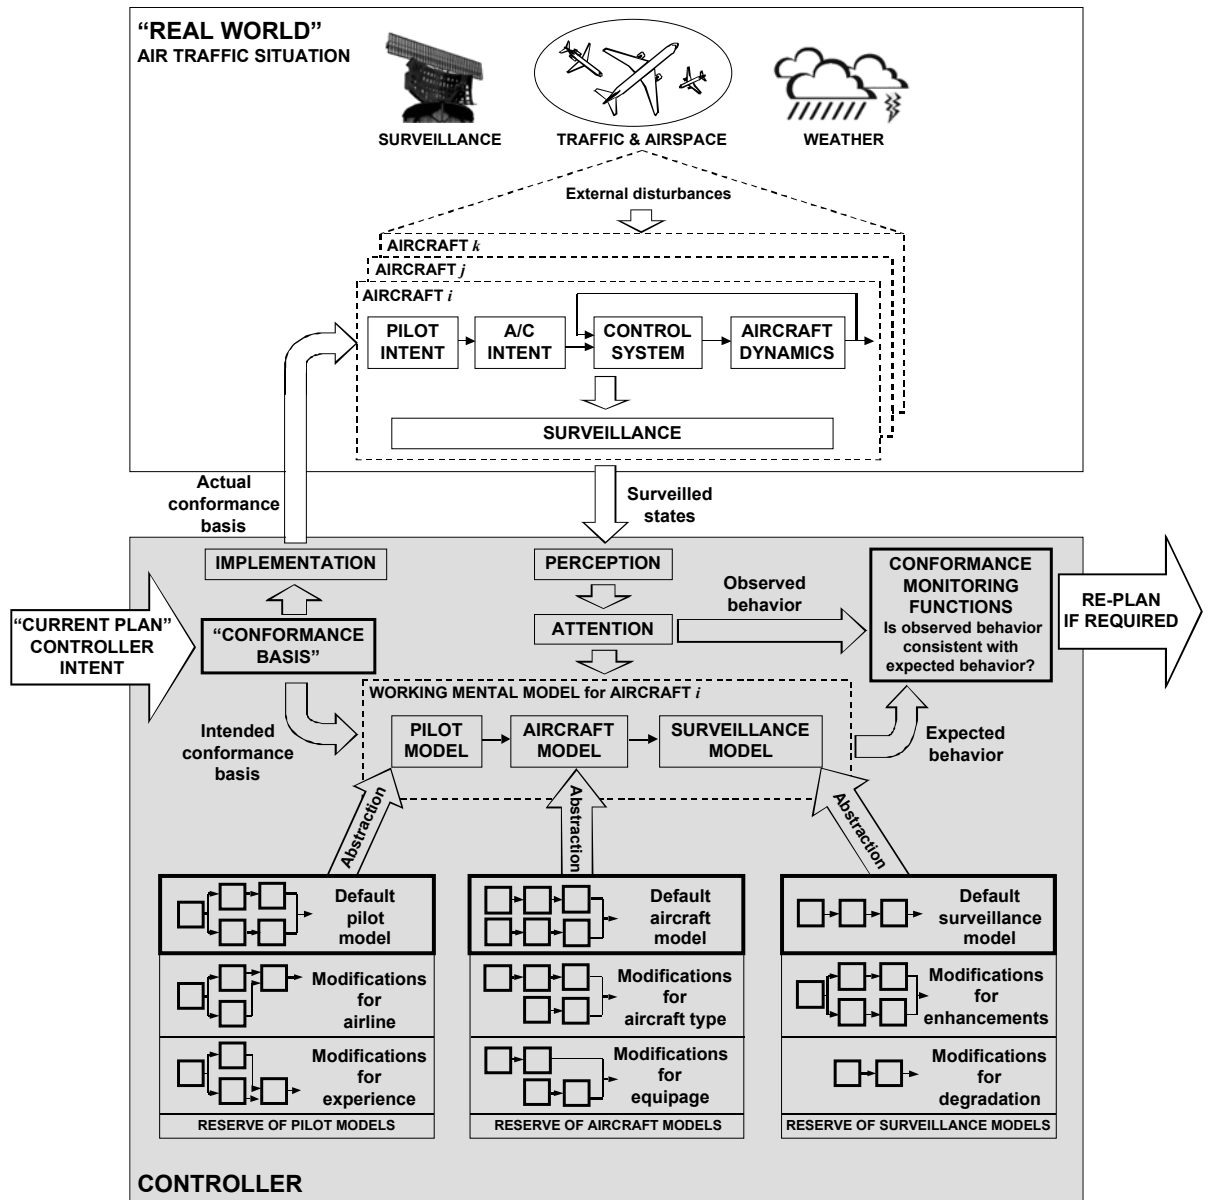 “REAL WORLD”
AIR TRAFFIC SITUATION
SURVEILLANCE
TRAFFIC & AIRSPACE
WEATHER
External disturbances
AIRCRAFT k
AIRCRAFT j
AIRCRAFT i
PILOT
INTENT
A/C
INTENT
CONTROL
SYSTEM
AIRCRAFT
DYNAMICS
SURVEILLANCE
Actual
conformance
basis
Surveilled
states
IMPLEMENTATION
PERCEPTION
ATTENTION
Observed
behavior
CONFORMANCE
MONITORING
FUNCTIONS
Is observed behavior
consistent with
expected behavior?
RE-PLAN
IF REQUIRED
“CURRENT PLAN”
CONTROLLER
INTENT
“CONFORMANCE
BASIS”
Intended
conformance
basis
WORKING MENTAL MODEL for AIRCRAFT i
PILOT
MODEL
AIRCRAFT
MODEL
SURVEILLANCE
MODEL
Expected
behavior
Abstraction
Abstraction
Abstraction
Default
pilot
model
Modifications
for
airline
Modifications
for
experience
RESERVE OF PILOT MODELS
Default
aircraft
model
Modifications
for
aircraft type
Modifications
for
equipage
RESERVE OF AIRCRAFT MODELS
Default
surveillance
model
Modifications
for
enhancements
Modifications
for
degradation
RESERVE OF SURVEILLANCE MODELS
CONTROLLER